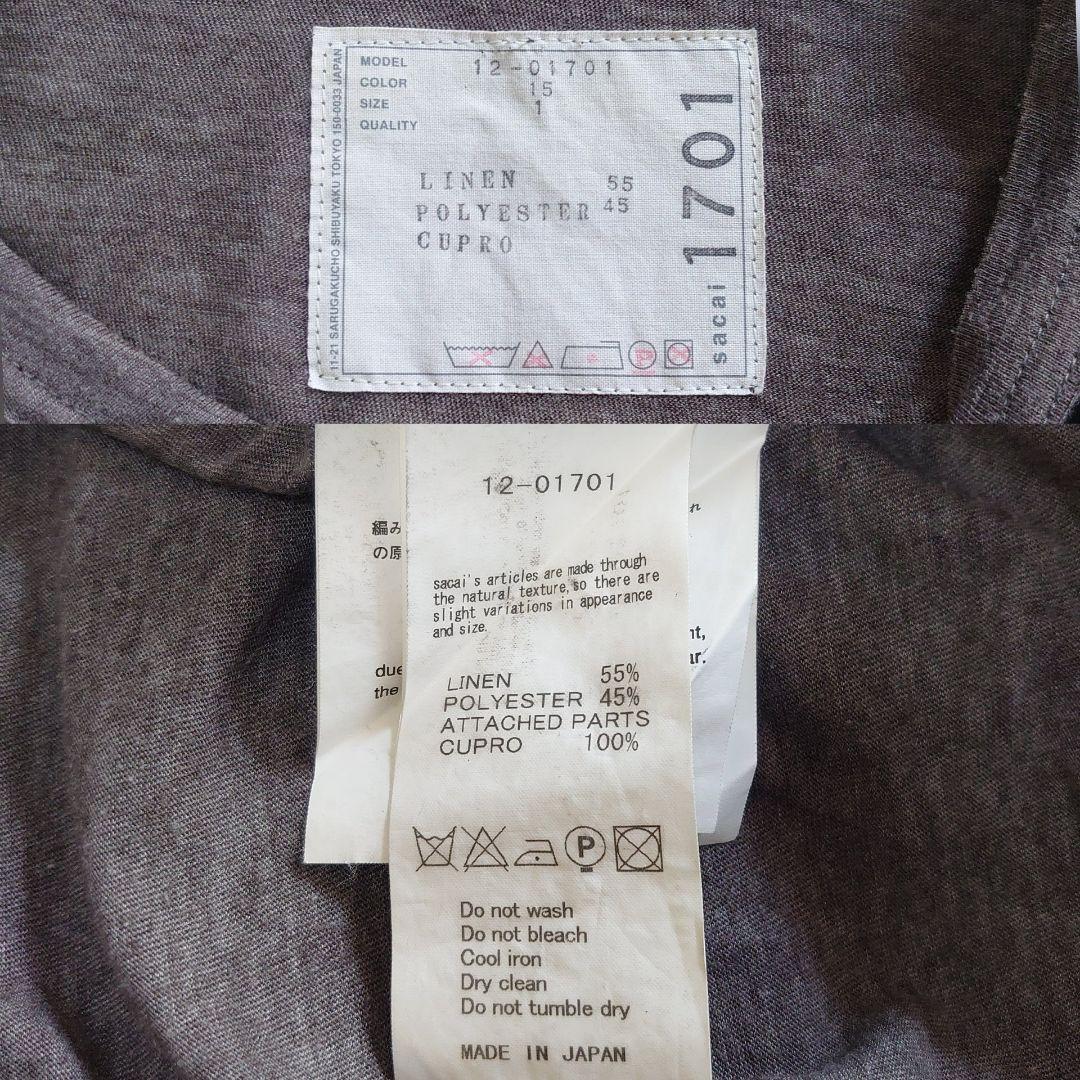 MODEL 12-01701
COLOR 15
SIZE 1
QUALITY
LINEN 55
POLYESTER 45
CUPRO
11-21 SARUGAKUCHO SHIBUYAKU TOKYO 150-0033 JAPAN
sacai 1701
P
12-01701
編み
の原
sacai's articles are made through
the natural texture, so there are
slight variations in appearance
and size.
nt,
ar.
due
the
LINEN 55%
POLYESTER 45%
ATTACHED PARTS
CUPRO 100%
P
Do not wash
Do not bleach
Cool iron
Dry clean
Do not tumble dry
MADE IN JAPAN